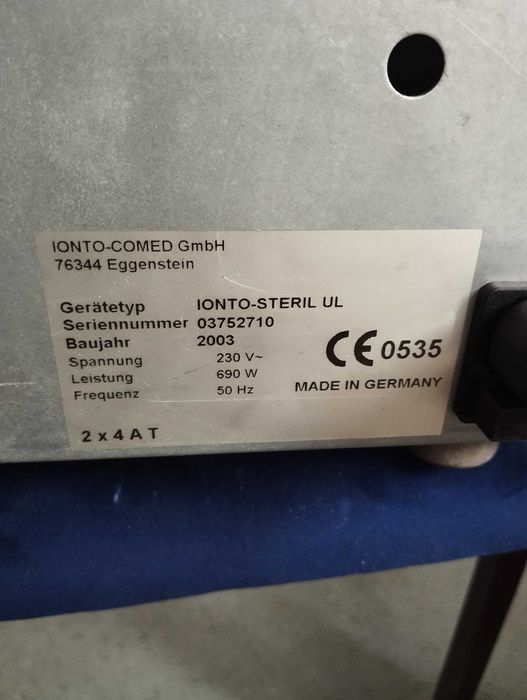 IONTO-COMED GmbH
76344 Eggenstein
Gerätetyp IONTO-STERIL UL
Seriennummer 03752710
Baujahr 2003
Spannung 230 V~
Leistung 690 W
Frequenz 50 Hz
CE 0535
MADE IN GERMANY
2 x 4 A T